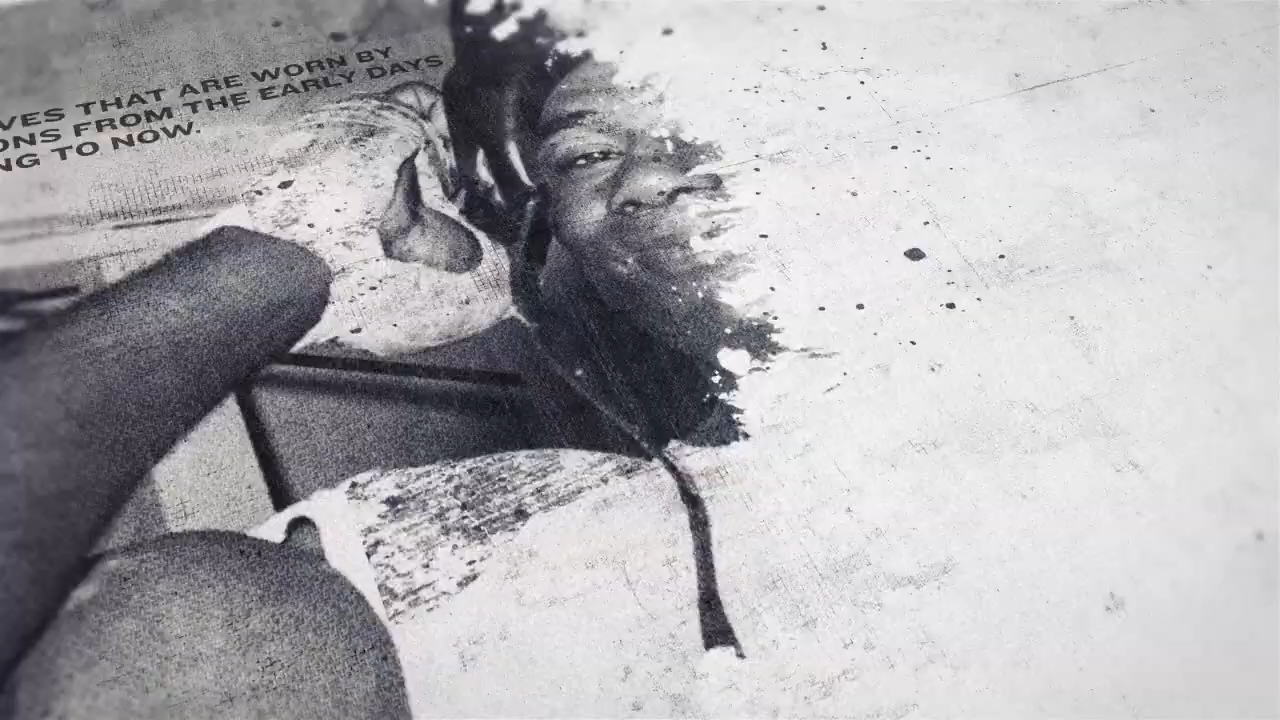 VES THAT ARE WORN BY
ONS FROM THE EARLY DAYS
NG TO NOW.